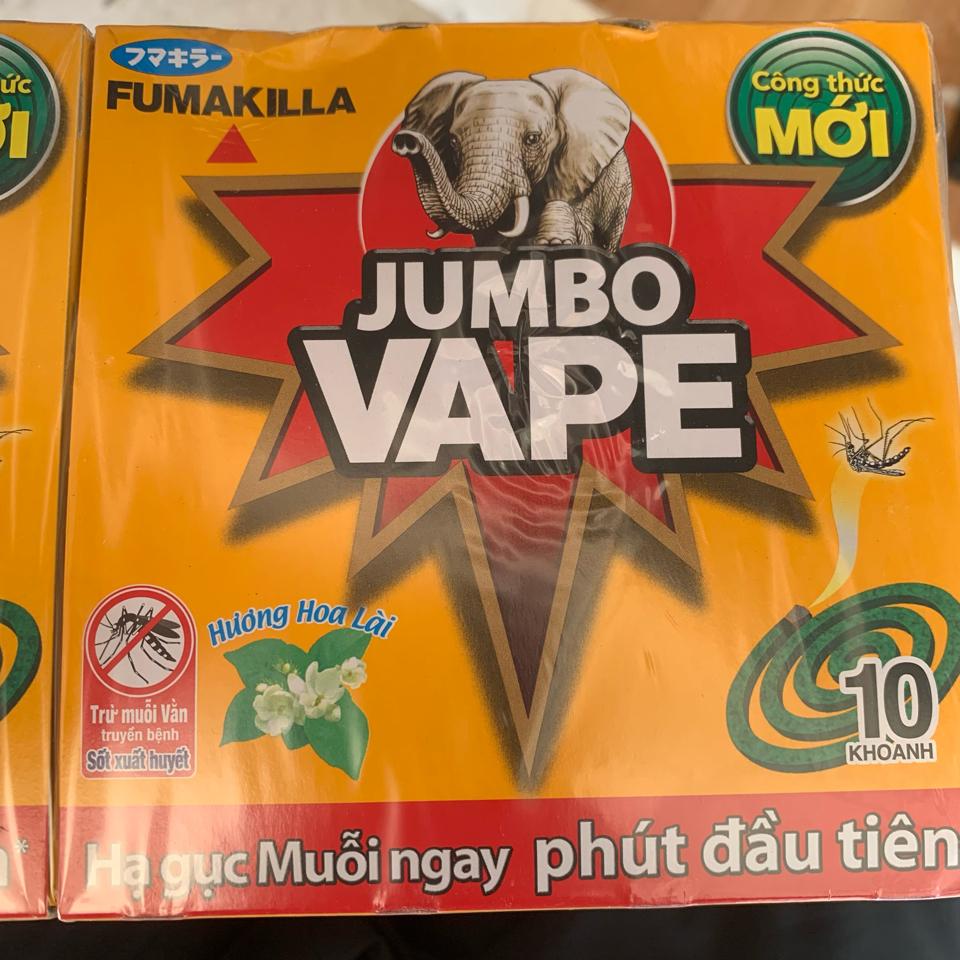 フマキラー
FUMAKILLA
Công thức
MỚI
JUMBO
VAPE
Hương Hoa Lài
Trừ muỗi Vằn
truyền bệnh
Sốt xuất huyết
10
KHOANH
Hạ gục Muỗi ngay phút đầu tiên